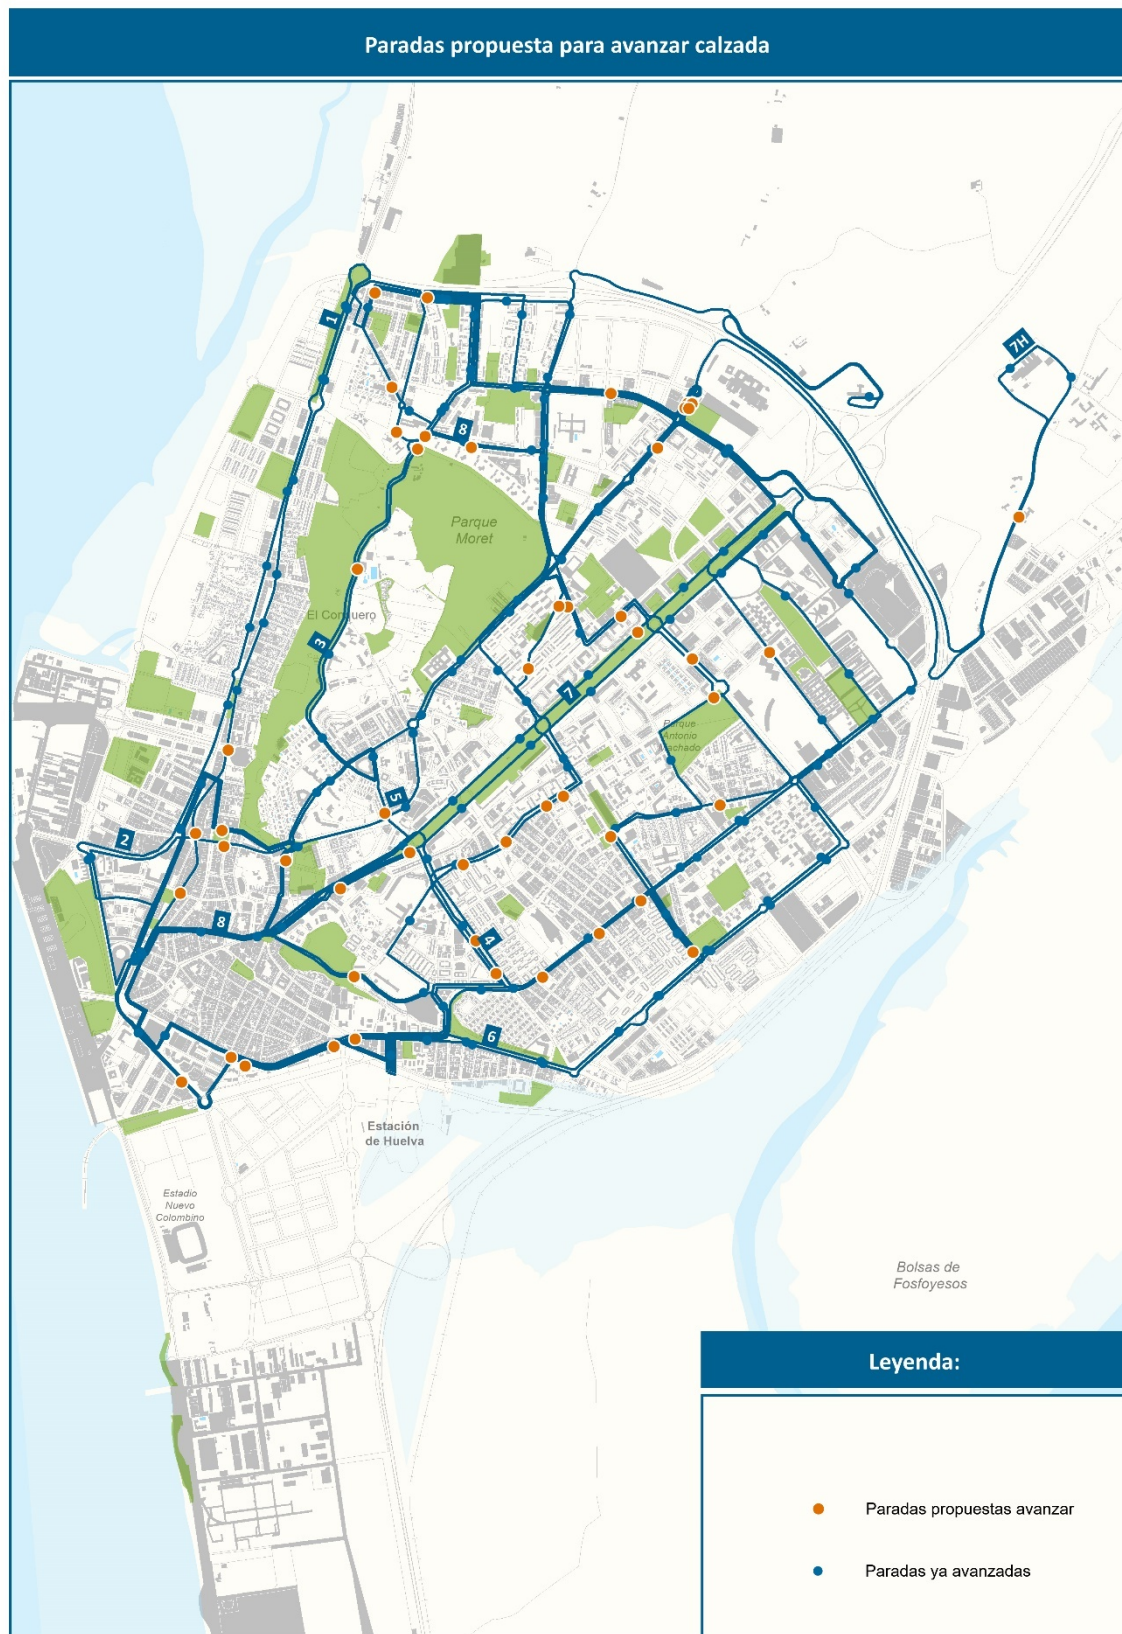 Paradas propuesta para avanzar calzada
1
7H
8
Parque
Moret
El Conquero
3
7
Parque
Antonio
Machado
5
2
8
4
6
Estación
de Huelva
Estadio
Nuevo
Colombino
Bolsas de
Fosfoyesos
Leyenda:
Paradas propuestas avanzar
Paradas ya avanzadas